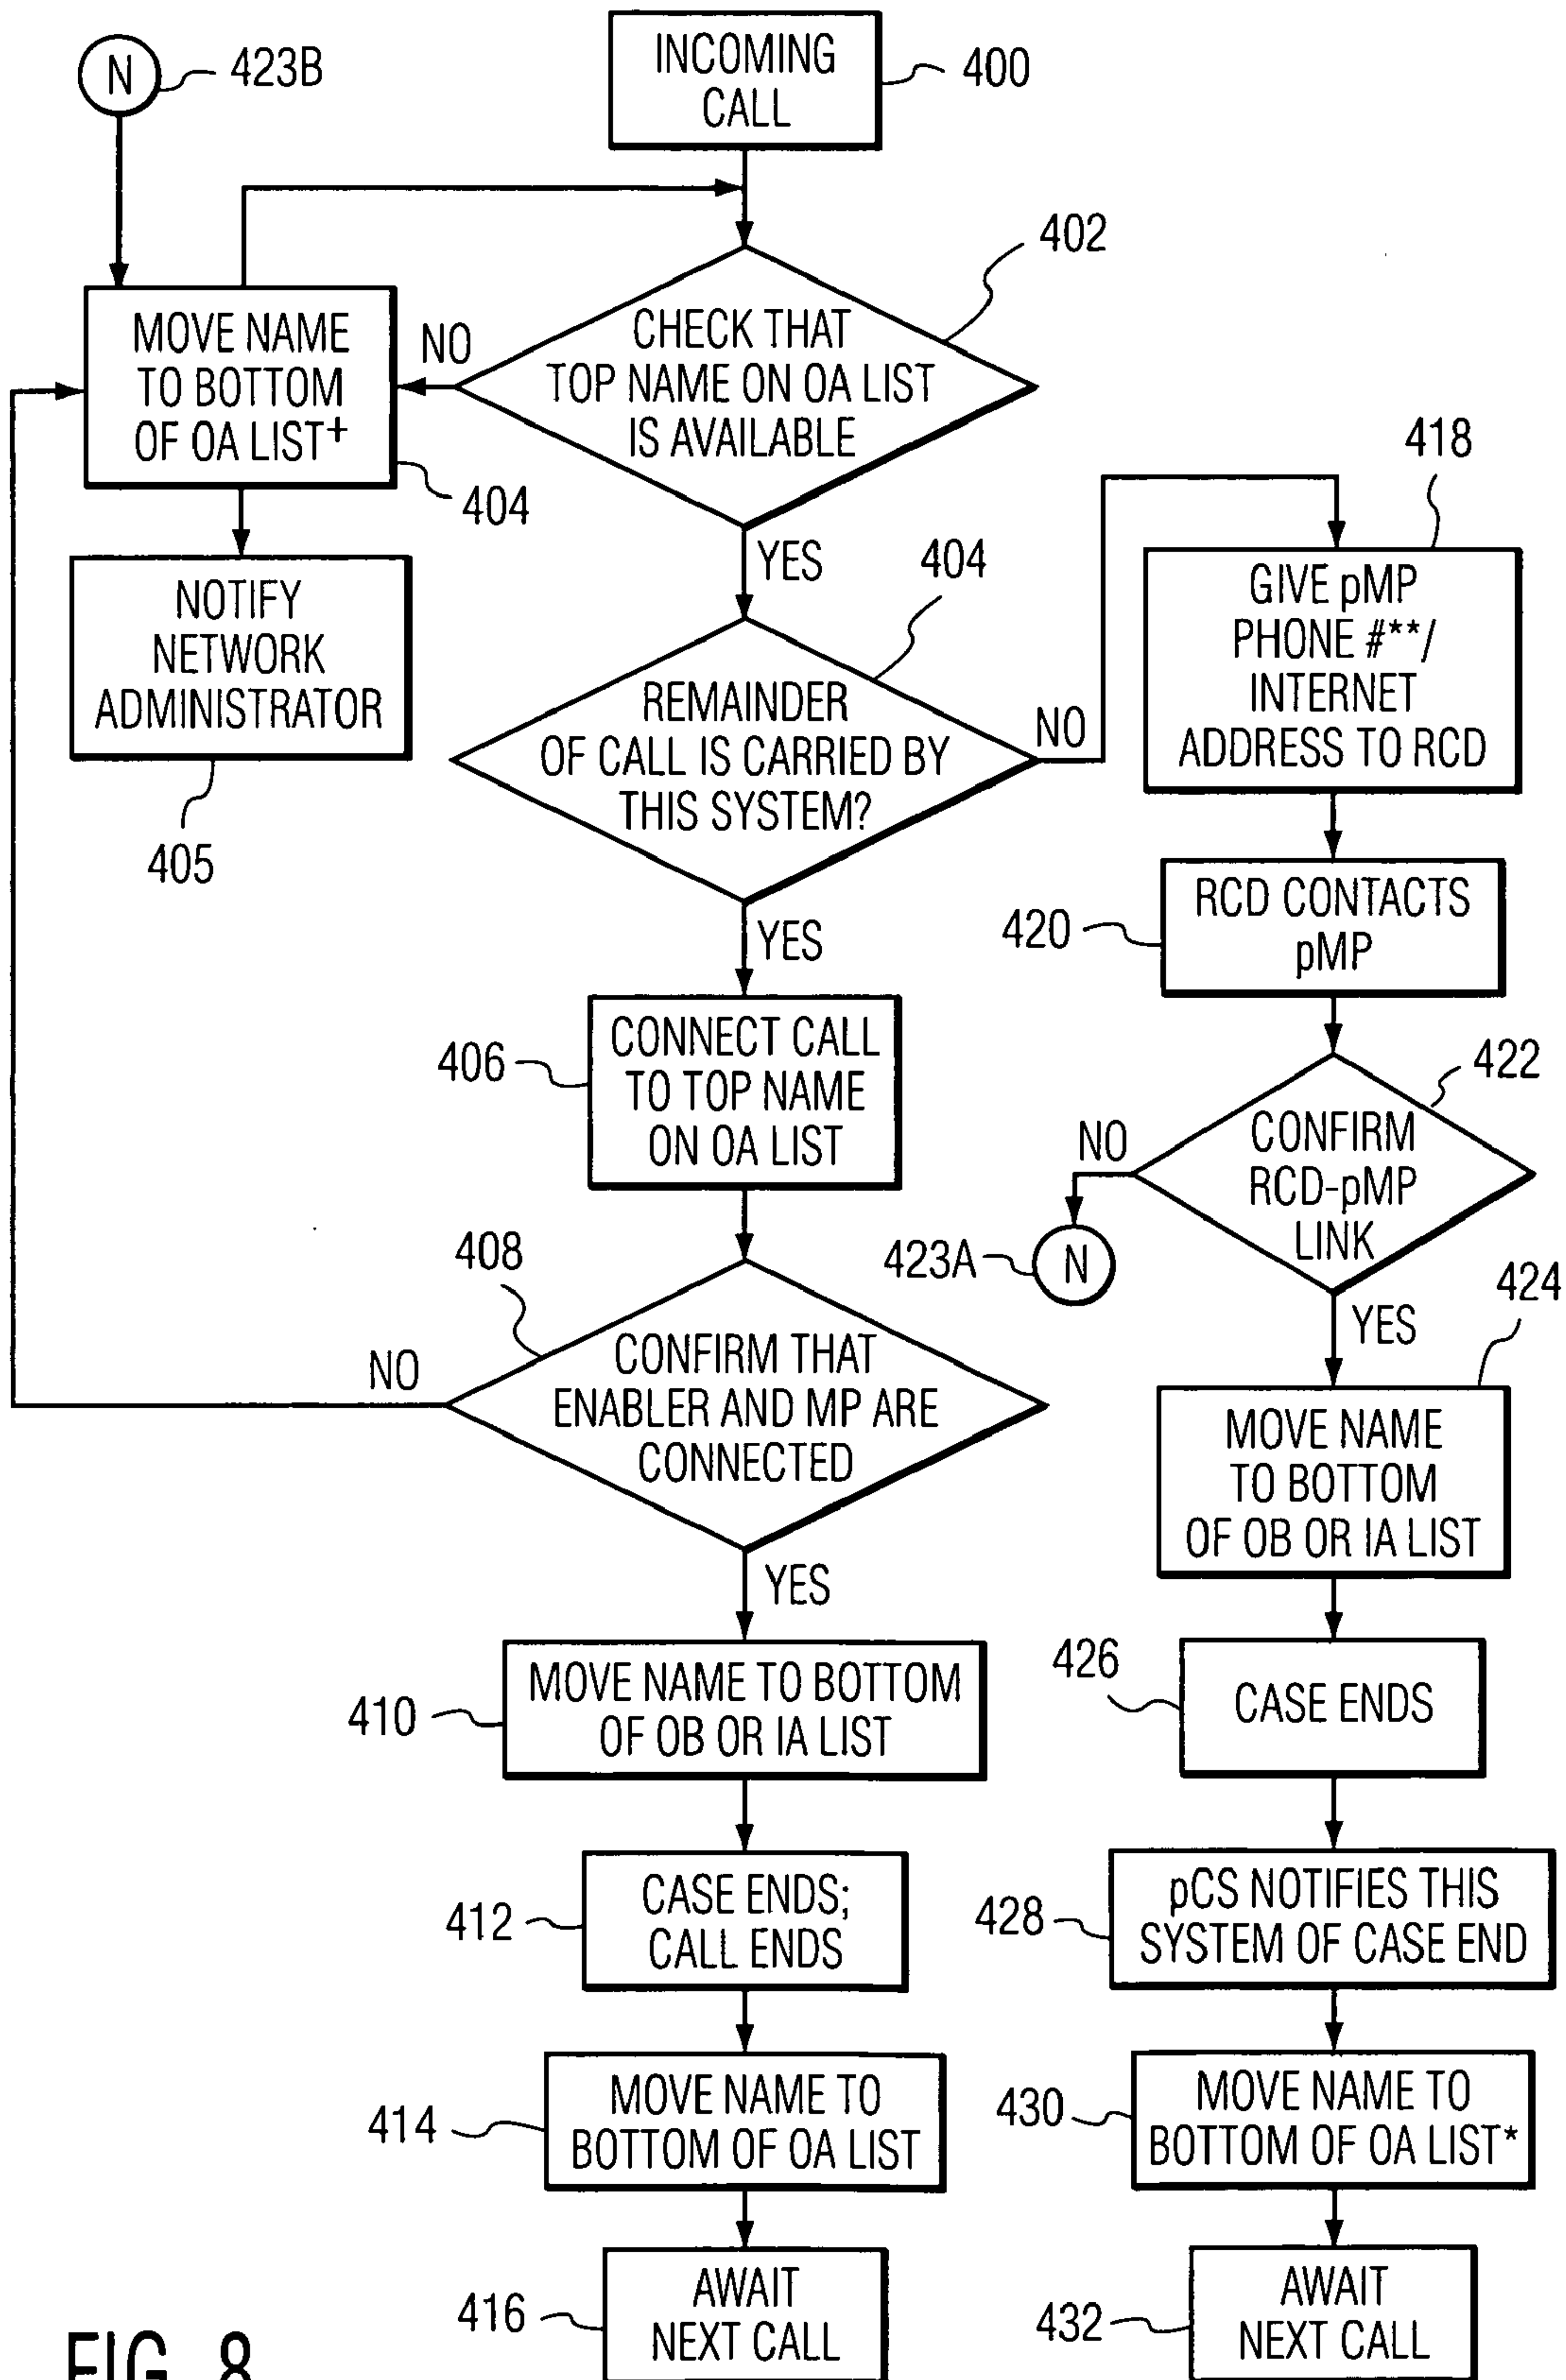 N
423B
INCOMING
CALL
400
402
CHECK THAT
TOP NAME ON OA LIST
IS AVAILABLE
NO
MOVE NAME
TO BOTTOM
OF OA LIST+
404
YES
NOTIFY
NETWORK
ADMINISTRATOR
405
404
REMAINDER
OF CALL IS CARRIED BY
THIS SYSTEM?
NO
418
GIVE pMP
PHONE #**/
INTERNET
ADDRESS TO RCD
YES
420
RCD CONTACTS
pMP
406
CONNECT CALL
TO TOP NAME
ON OA LIST
422
CONFIRM
RCD-pMP
LINK
NO
423A
N
YES
424
408
CONFIRM THAT
ENABLER AND MP ARE
CONNECTED
NO
YES
MOVE NAME
TO BOTTOM
OF OB OR IA LIST
410
MOVE NAME TO BOTTOM
OF OB OR IA LIST
426
CASE ENDS
412
CASE ENDS;
CALL ENDS
428
pCS NOTIFIES THIS
SYSTEM OF CASE END
414
MOVE NAME TO
BOTTOM OF OA LIST
430
MOVE NAME TO
BOTTOM OF OA LIST*
416
AWAIT
NEXT CALL
432
AWAIT
NEXT CALL
FIG. 8